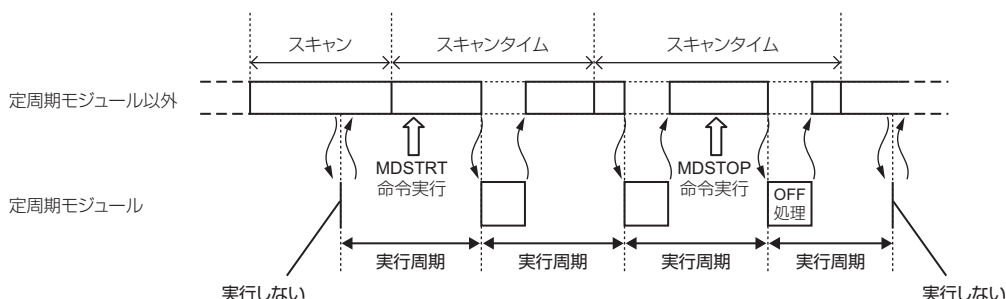 スキャン
スキャンタイム
スキャンタイム
定周期モジュール以外
MDSTRT
命令実行
MDSTOP
命令実行
定周期モジュール
OFF
処理
実行周期
実行周期
実行周期
実行周期
実行しない
実行しない